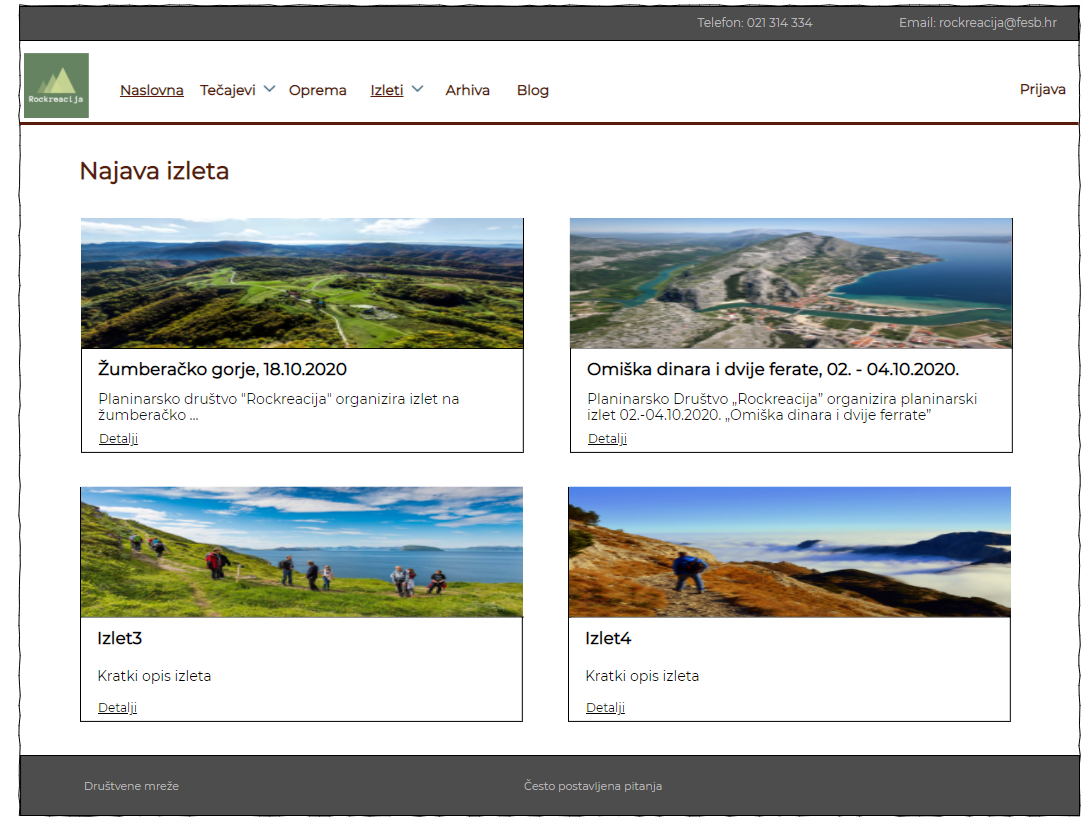 Telefon: 021 314 334 Email: rockreacija@fesb.hr
Rockreacija
Naslovna Tečajevi Oprema Izleti Arhiva Blog Prijava
Najava izleta
Žumberačko gorje, 18.10.2020
Planinarsko društvo "Rockreacija" organizira izlet na
žumberačko ...
Detalji
Omiška dinara i dvije ferate, 02. - 04.10.2020.
Planinarsko Društvo „Rockreacija” organizira planinarski
izlet 02.-04.10.2020. „Omiška dinara i dvije ferrate”
Detalji
Izlet3
Kratki opis izleta
Detalji
Izlet4
Kratki opis izleta
Detalji
Društvene mreže Često postavljena pitanja